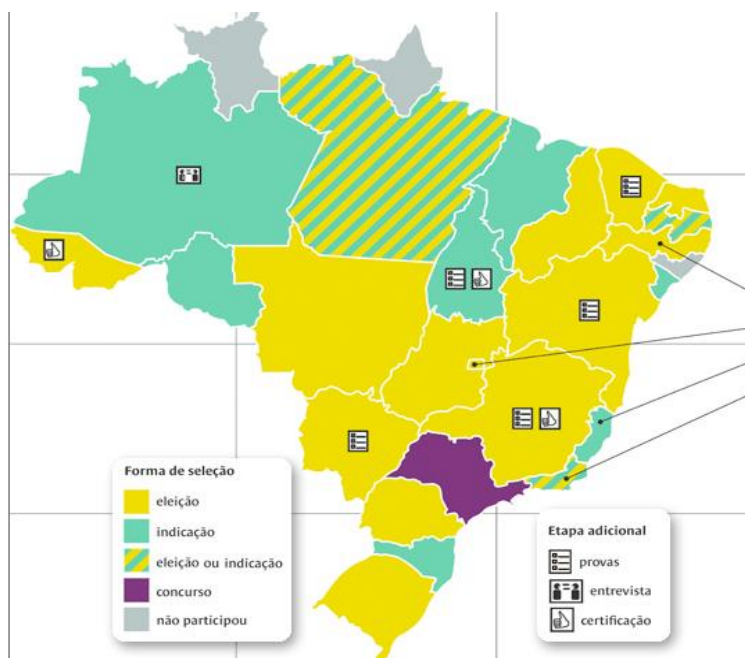 Forma de seleção
eleição
indicação
eleição ou indicação
concurso
não participou
Etapa adicional
provas
entrevista
certificação